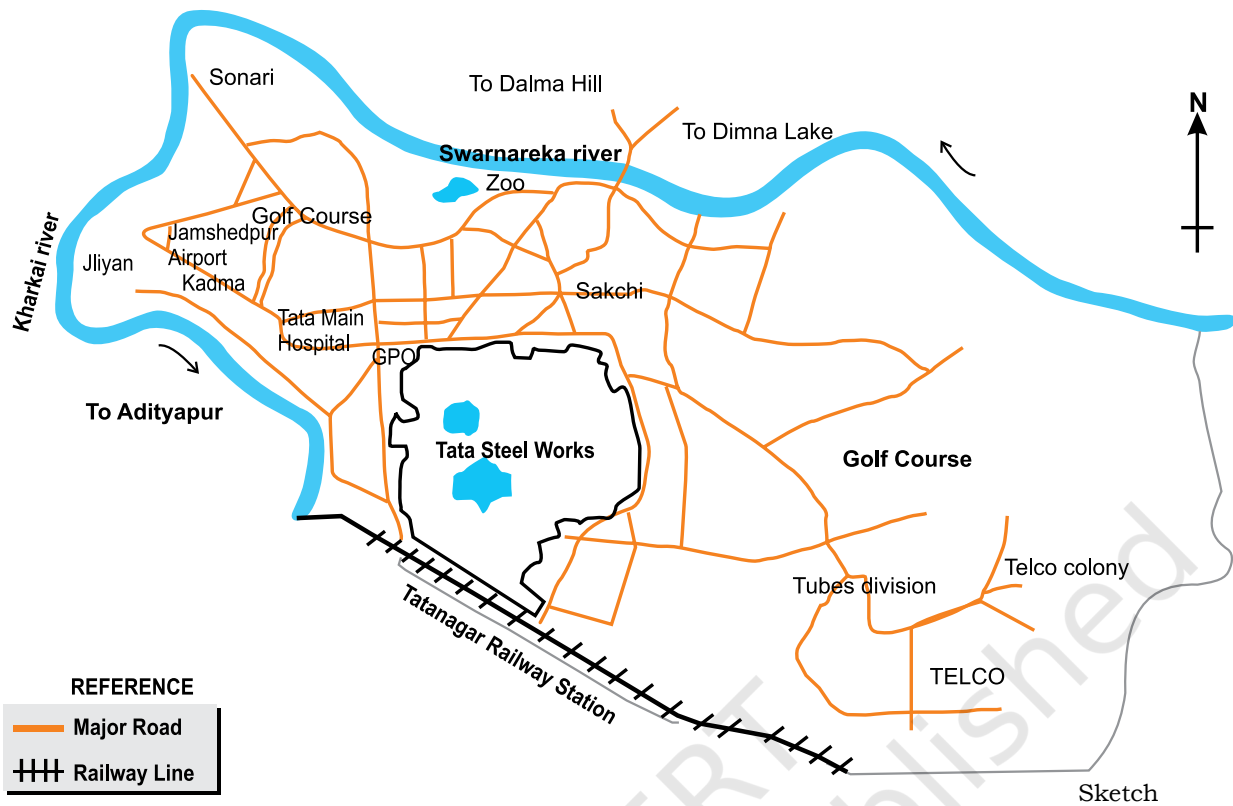 Sonari
To Dalma Hill
N
To Dimna Lake
Swarnareka river
Zoo
Golf Course
Jamshedpur
Airport
Kadma
Jliyan
Kharkai river
Sakchi
Tata Main
Hospital
GPO
To Adityapur
Tata Steel Works
Golf Course
Telco colony
Tubes division
Tatanagar Railway Station
TELCO
REFERENCE
Major Road
Railway Line
Sketch